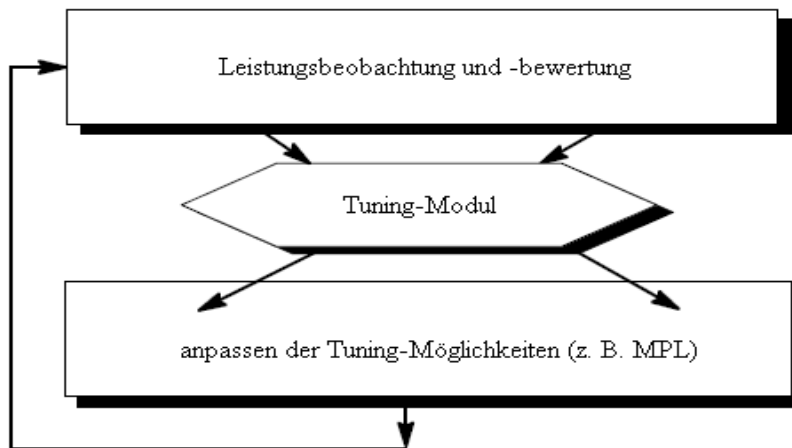 Leistungsbeobachtung und -bewertung
Tuning-Modul
anpassen der Tuning-Möglichkeiten (z. B. MPL)